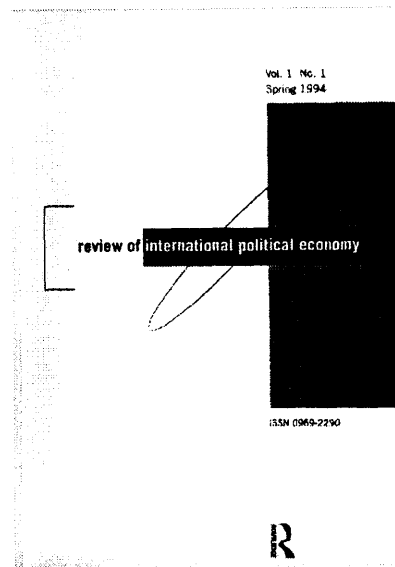 Vol. 1 No. 1
Spring 1994
review of international political economy
ISSN 0969-2290